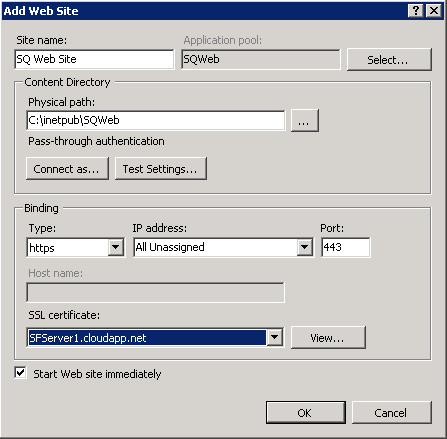 Add Web Site
Site name: Application pool:
SQ Web Site SQWeb Select...
Content Directory
Physical path:
C:\inetpub\SQWeb ...
Pass-through authentication
Connect as... Test Settings...
Binding
Type: IP address: Port:
https All Unassigned 443
Host name:
SSL certificate:
SFServer1.cloudapp.net View...
Start Web site immediately
OK Cancel